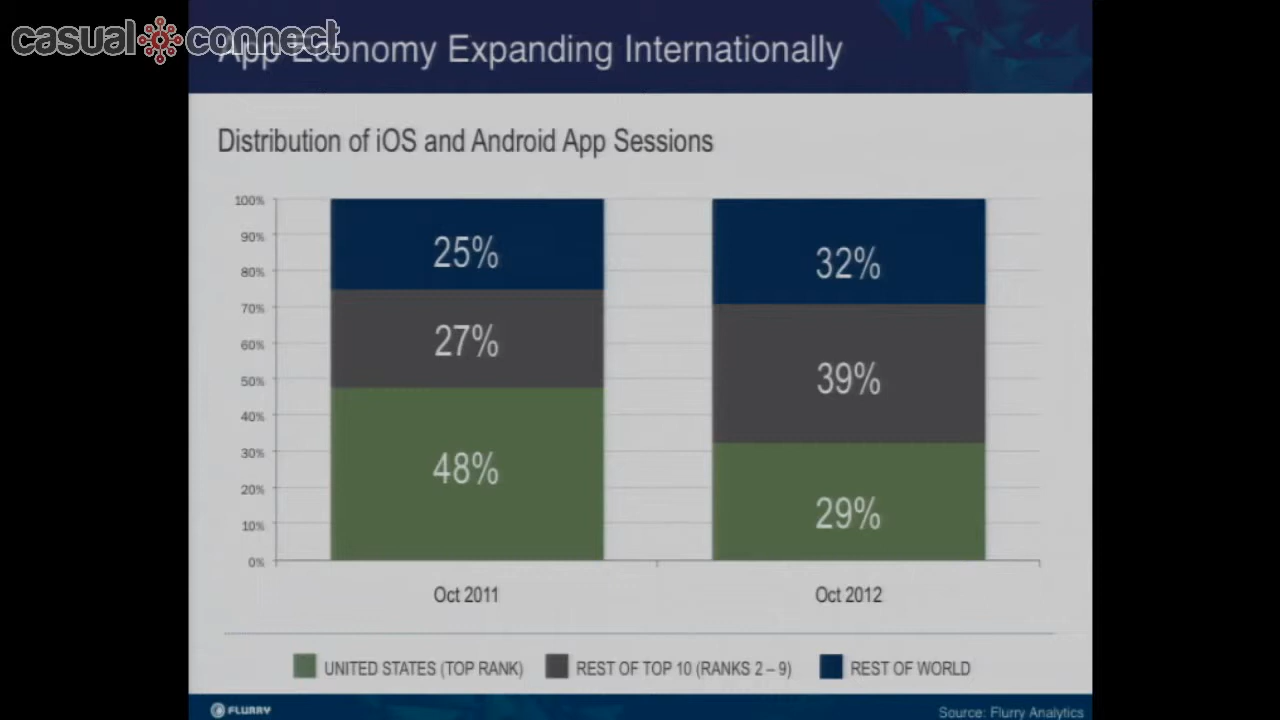 casual connect
App Economy Expanding Internationally
Distribution of iOS and Android App Sessions
100%
90%
80%
70%
60%
50%
40%
30%
20%
10%
0%
25%
27%
48%
32%
39%
29%
Oct 2011
Oct 2012
UNITED STATES (TOP RANK)
REST OF TOP 10 (RANKS 2 – 9)
REST OF WORLD
FLURRY
Source: Flurry Analytics